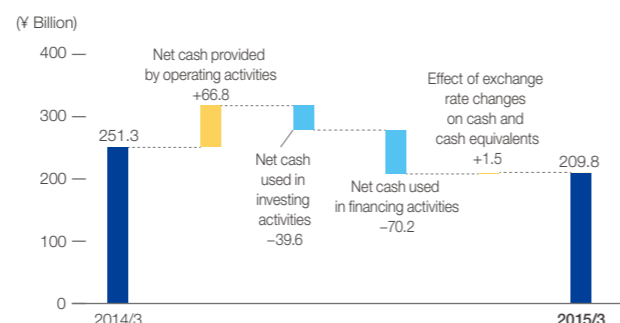 (¥ Billion)
400
300
200
100
0
251.3
Net cash provided
by operating activities
+66.8
Net cash
used in
investing
activities
−39.6
Net cash used
in financing activities
−70.2
Effect of exchange
rate changes
on cash and
cash equivalents
+1.5
209.8
2014/3
2015/3